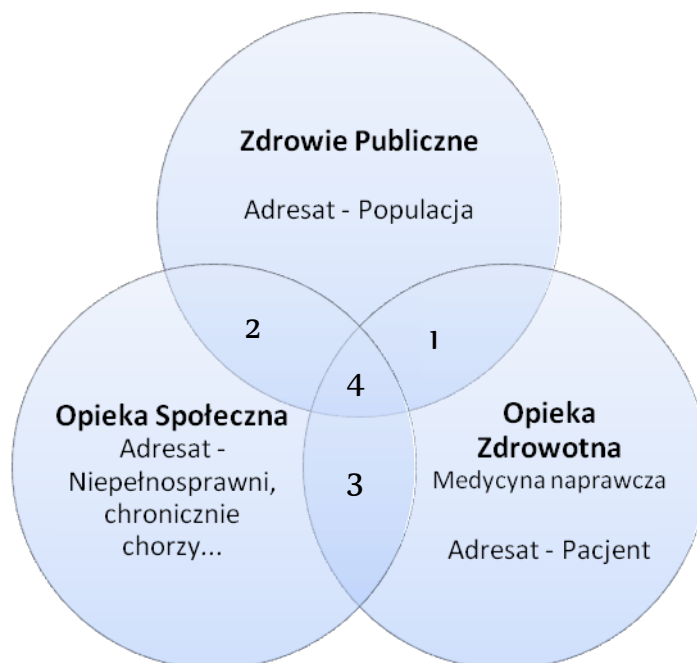 Zdrowie Publiczne
Adresat - Populacja
2
1
4
Opieka Społeczna
Adresat -
Niepełnosprawni,
chronicznie
chorzy...
3
Opieka
Zdrowotna
Medycyna naprawcza
Adresat - Pacjent